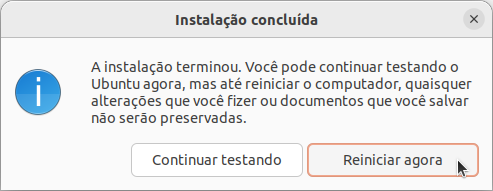 Instalação concluída
A instalação terminou. Você pode continuar testando o
Ubuntu agora, mas até reiniciar o computador, quaisquer
alterações que você fizer ou documentos que você salvar
não serão preservadas.
Continuar testando
Reiniciar agora